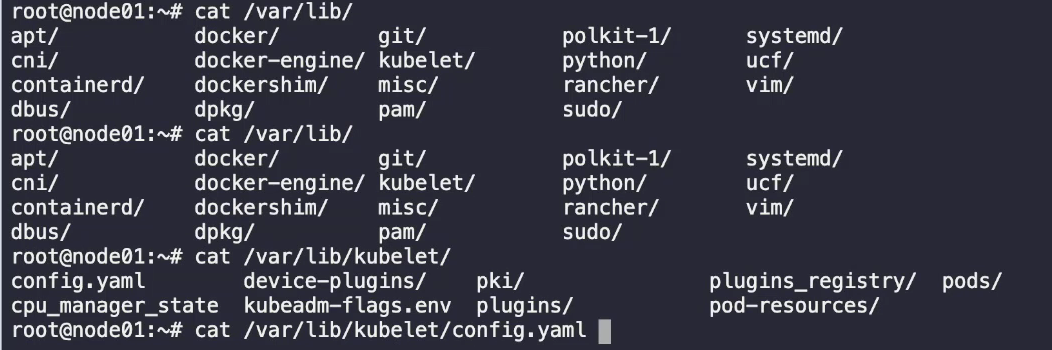 root@node01:~# cat /var/lib/
apt/ docker/ git/ polkit-1/ systemd/
cni/ docker-engine/ kubelet/ python/ ucf/
containerd/ dockershim/ misc/ rancher/ vim/
dbus/ dpkg/ pam/ sudo/
root@node01:~# cat /var/lib/
apt/ docker/ git/ polkit-1/ systemd/
cni/ docker-engine/ kubelet/ python/ ucf/
containerd/ dockershim/ misc/ rancher/ vim/
dbus/ dpkg/ pam/ sudo/
root@node01:~# cat /var/lib/kubelet/
config.yaml device-plugins/ pki/ plugins_registry/ pods/
cpu_manager_state kubeadm-flags.env plugins/ pod-resources/
root@node01:~# cat /var/lib/kubelet/config.yaml